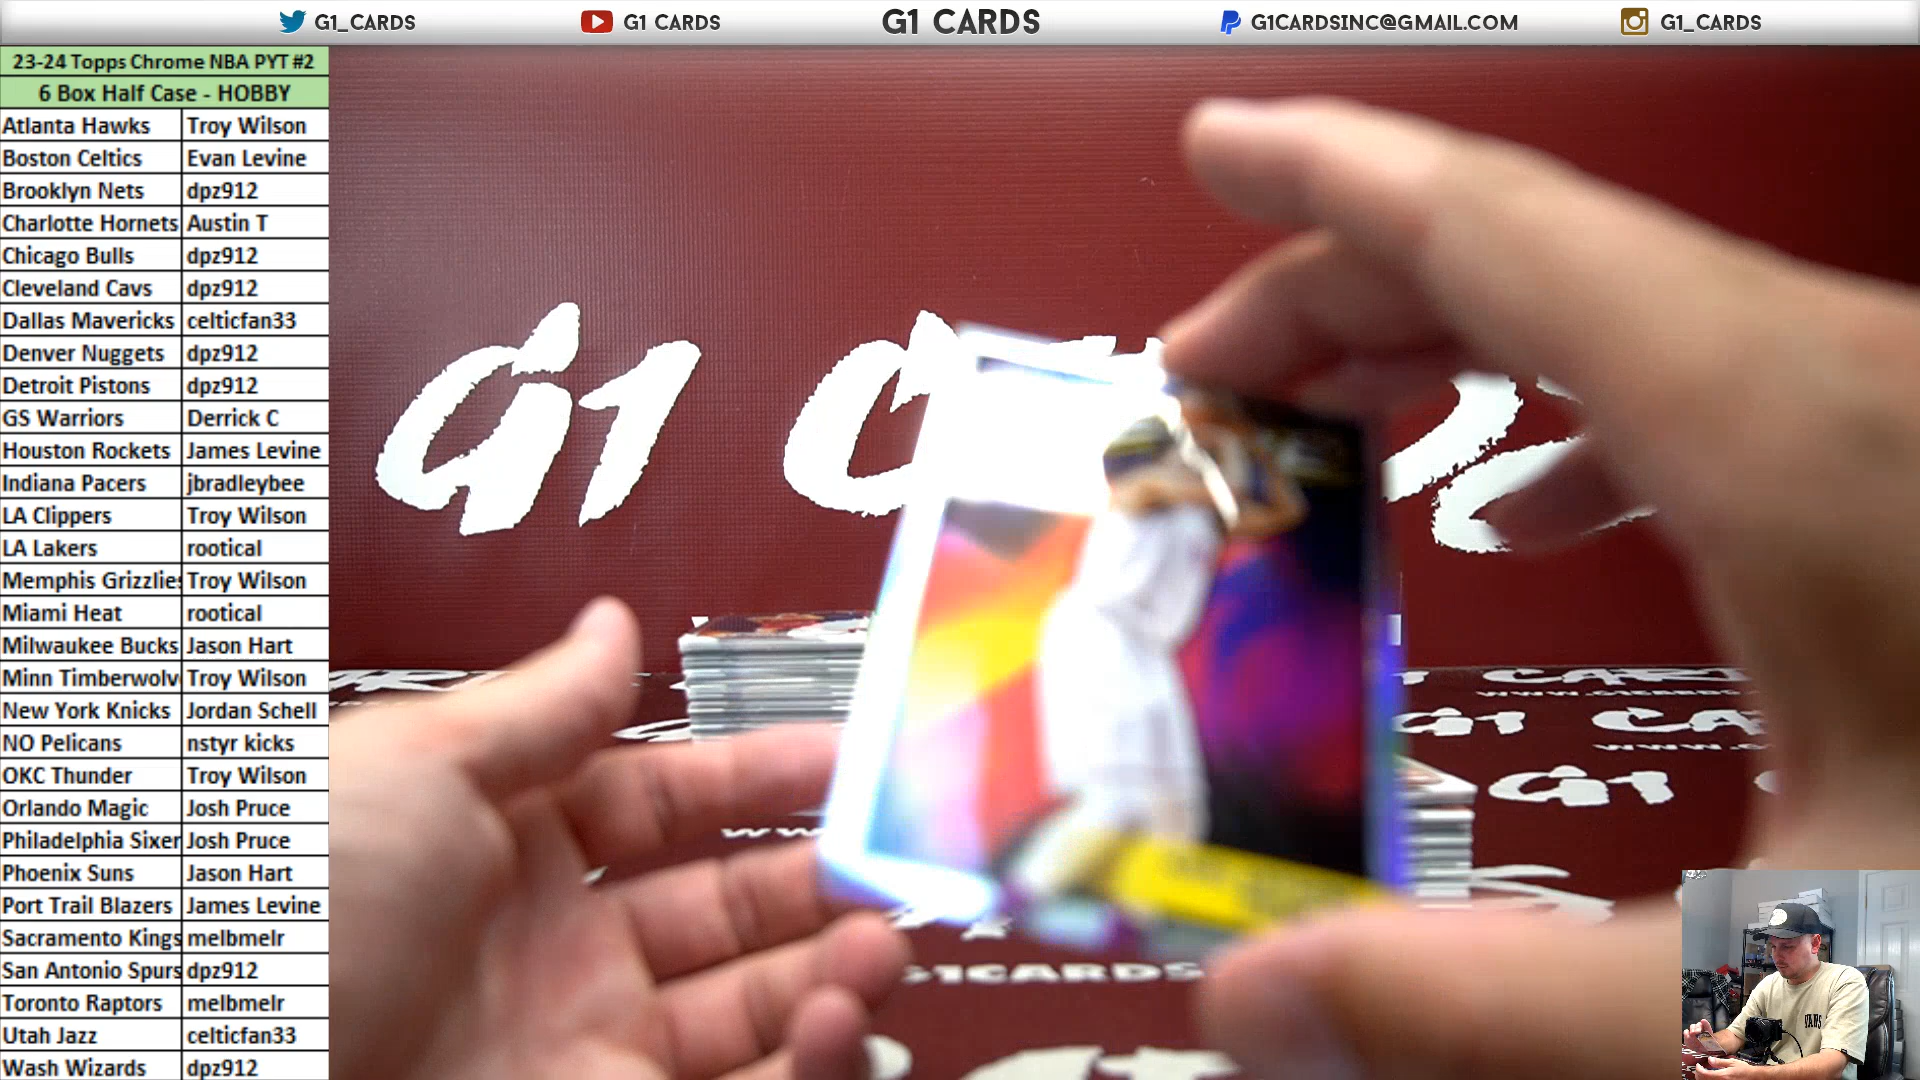 G1_CARDS G1 CARDS G1 CARDS G1CARDSINC@GMAIL.COM G1_CARDS
23-24 Topps Chrome NBA PYT #2
6 Box Half Case - HOBBY
Atlanta Hawks Troy Wilson
Boston Celtics Evan Levine
Brooklyn Nets dpz912
Charlotte Hornets Austin T
Chicago Bulls dpz912
Cleveland Cavs dpz912
Dallas Mavericks celticfan33
Denver Nuggets dpz912
Detroit Pistons dpz912
GS Warriors Derrick C
Houston Rockets James Levine
Indiana Pacers jbradleybee
LA Clippers Troy Wilson
LA Lakers rootical
Memphis Grizzlies Troy Wilson
Miami Heat rootical
Milwaukee Bucks Jason Hart
Minn Timberwolv Troy Wilson
New York Knicks Jordan Schell
NO Pelicans nstyr kicks
OKC Thunder Troy Wilson
Orlando Magic Josh Pruce
Philadelphia Sixer Josh Pruce
Phoenix Suns Jason Hart
Port Trail Blazers James Levine
Sacramento Kings melbmelr
San Antonio Spurs dpz912
Toronto Raptors melbmelr
Utah Jazz celticfan33
Wash Wizards dpz912
G1 C
G1 CA
G1
G1CARDS
VANS